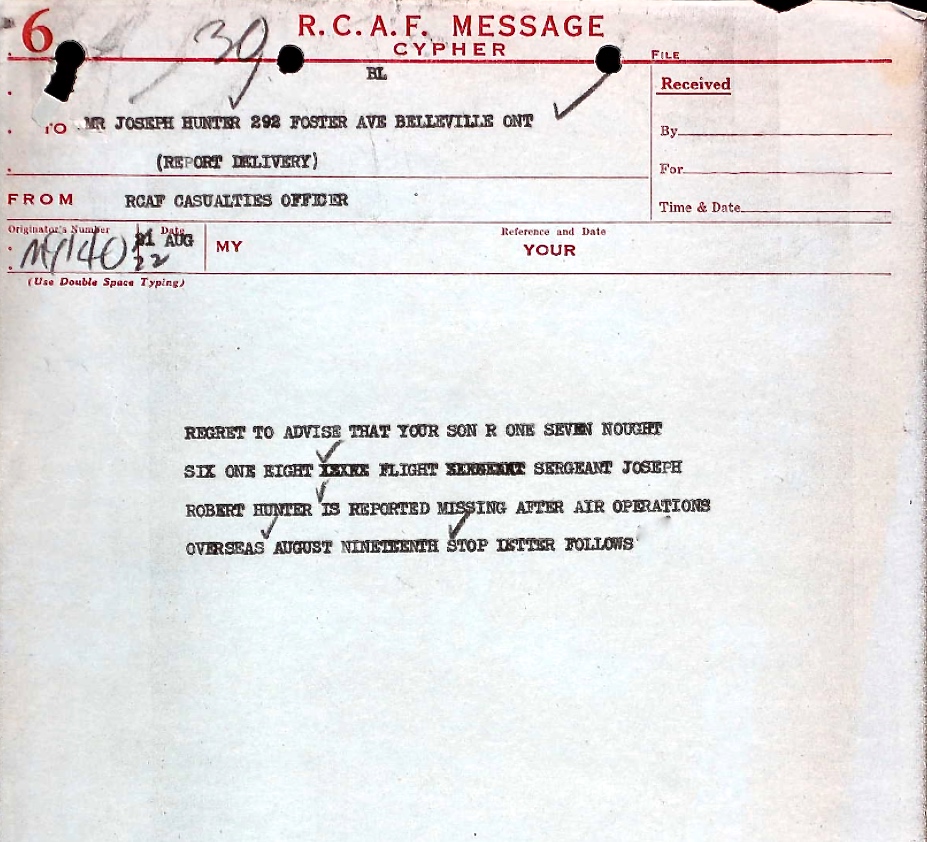 6
39
R.C.A.F. MESSAGE
CYPHER
FILE
BL
Received
TO MR JOSEPH HUNTER 292 FOSTER AVE BELLEVILLE ONT
By
(REPORT DELIVERY)
For
FROM RCAF CASUALTIES OFFICER
Time & Date
Originator's Number Date Reference and Date
21 AUG MY YOUR
22
(Use Double Space Typing)
REGRET TO ADVISE THAT YOUR SON R ONE SEVEN NOUGHT
SIX ONE EIGHT FLIGHT SERGEANT JOSEPH
ROBERT HUNTER IS REPORTED MISSING AFTER AIR OPERATIONS
OVERSEAS AUGUST NINETEENTH STOP LETTER FOLLOWS